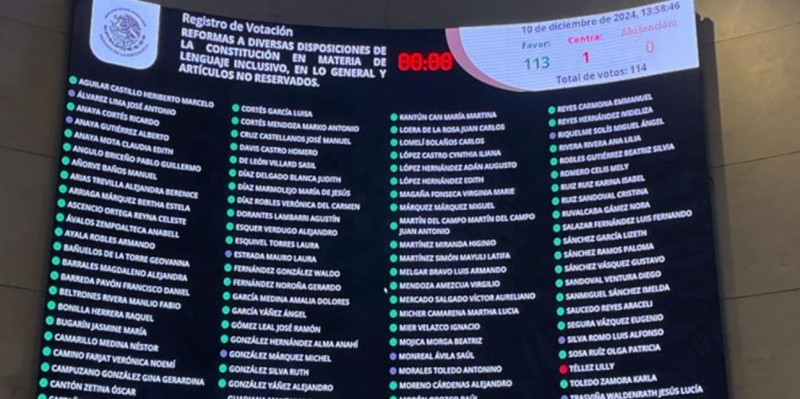 Registro de Votación
REFORMAS A DIVERSAS DISPOSICIONES DE
LA CONSTITUCIÓN EN MATERIA DE
LENGUAJE INCLUSIVO, EN LO GENERAL Y
ARTÍCULOS NO RESERVADOS.
00:00
10 de diciembre de 2024, 13:58:46
Favor: Contra: Abstención:
113 1 0
Total de votos: 114
AGUILAR CASTILLO HERIBERTO MARCELO
ÁLVAREZ LIMA JOSÉ ANTONIO
ANAYA CORTÉS RICARDO
ANAYA GUTIÉRREZ ALBERTO
ANAYA MOTA CLAUDIA EDITH
ANGULO BRICEÑO PABLO GUILLERMO
AÑORVE BAÑOS MANUEL
ARIAS TREVILLA ALEJANDRA BERENICE
ARRIAGA MÁRQUEZ BERTHA ESTELA
ASCENCIO ORTEGA REYNA CELESTE
ÁVALOS ZEMPOALTECA ANABELL
AYALA ROBLES ARMANDO
BAÑUELOS DE LA TORRE GEOVANNA
BARRALES MAGDALENO ALEJANDRA
BARREDA PAVÓN FRANCISCO DANIEL
BELTRONES RIVERA MANLIO FABIO
BONILLA HERRERA RAQUEL
BUGARÍN JASMINE MARÍA
CAMARILLO MEDINA NÉSTOR
CAMINO FARJAT VERÓNICA NOEMÍ
CAMPUZANO GONZÁLEZ GINA GERARDINA
CANTÓN ZETINA ÓSCAR
CORTÉS GARCÍA LUISA
CORTÉS MENDOZA MARKO ANTONIO
CRUZ CASTELLANOS JOSÉ MANUEL
DAVIS CASTRO HOMERO
DE LEÓN VILLARD SASIL
DÍAZ DELGADO BLANCA JUDITH
DÍAZ MARMOLEJO MARÍA DE JESÚS
DÍAZ ROBLES VERÓNICA DEL CARMEN
DORANTES LAMBARRI AGUSTÍN
ESQUER VERDUGO ALEJANDRO
ESQUIVEL TORRES LAURA
ESTRADA MAURO LAURA
FERNÁNDEZ GONZÁLEZ WALDO
FERNÁNDEZ NOROÑA GERARDO
GARCÍA MEDINA AMALIA DOLORES
GARCÍA YÁÑEZ ÁNGEL
GÓMEZ LEAL JOSÉ RAMÓN
GONZÁLEZ HERNÁNDEZ ALMA ANAHÍ
GONZÁLEZ MÁRQUEZ MICHEL
GONZÁLEZ SILVA RUTH
GONZÁLEZ YÁÑEZ ALEJANDRO
KANTÚN CAN MARÍA MARTINA
LOERA DE LA ROSA JUAN CARLOS
LOMELÍ BOLAÑOS CARLOS
LÓPEZ CASTRO CYNTHIA ILIANA
LÓPEZ HERNÁNDEZ ADÁN AUGUSTO
LÓPEZ HERNÁNDEZ EDITH
MAGAÑA FONSECA VIRGINIA MARIE
MÁRQUEZ MÁRQUEZ MIGUEL
MARTÍN DEL CAMPO MARTÍN DEL CAMPO
JUAN ANTONIO
MARTÍNEZ MIRANDA HIGINIO
MARTÍNEZ SIMÓN MAYULI LATIFA
MELGAR BRAVO LUIS ARMANDO
MENDOZA AMEZCUA VIRGILIO
MERCADO SALGADO VÍCTOR AURELIANO
MICHER CAMARENA MARTHA LUCIA
MIER VELAZCO IGNACIO
MOJICA MORGA BEATRIZ
MONREAL ÁVILA SAÚL
MORALES TOLEDO ANTONINO
MORENO CÁRDENAS ALEJANDRO
REYES CARMONA EMMANUEL
REYES HERNÁNDEZ IVIDELIZA
RIQUELME SOLÍS MIGUEL ÁNGEL
RIVERA RIVERA ANA LILIA
ROBLES GUTIÉRREZ BEATRIZ SILVIA
ROMERO CELIS MELY
RUIZ RUIZ KARINA ISABEL
RUIZ SANDOVAL CRISTINA
RUVALCABA GÁMEZ NORA
SALAZAR FERNÁNDEZ LUIS FERNANDO
SÁNCHEZ GARCÍA LIZETH
SÁNCHEZ RAMOS PALOMA
SÁNCHEZ VÁSQUEZ GUSTAVO
SANDOVAL VENTURA DIEGO
SANMIGUEL SÁNCHEZ IMELDA
SAUCEDO REYES ARACELI
SEGURA VÁZQUEZ EUGENIO
SILVA ROMO LUIS ALFONSO
SOSA RUÍZ OLGA PATRICIA
TÉLLEZ LILLY
TOLEDO ZAMORA KARLA
TRASVIÑA WALDENRATH JESÚS LUCÍA